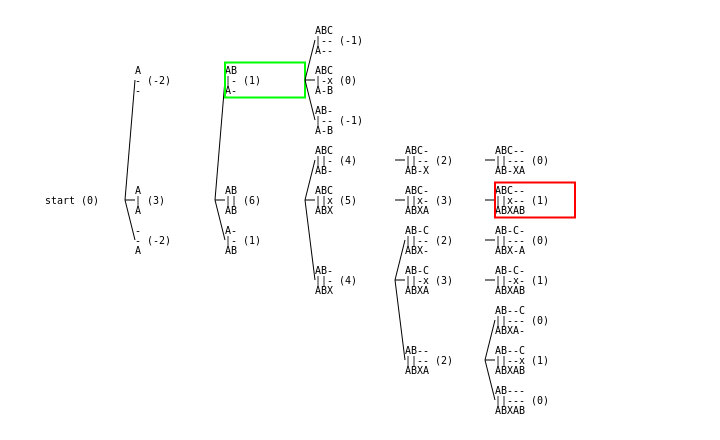 start (0)
A
- (-2)
-
A
| (3)
A
-
- (-2)
A
AB
|- (1)
A-
AB
|| (6)
AB
A-
|- (1)
AB
ABC
|-- (-1)
A--
ABC
|-x (0)
A-B
AB-
|-- (-1)
A-B
ABC
||- (4)
AB-
ABC
||x (5)
ABX
AB-
||- (4)
ABX
ABC-
||-- (2)
AB-X
ABC-
||x- (3)
ABXA
AB-C
||-- (2)
ABX-
AB-C
||-x (3)
ABXA
AB--
||-- (2)
ABXA
ABC--
||--- (0)
AB-XA
ABC--
||x-- (1)
ABXAB
AB-C-
||--- (0)
ABX-A
AB-C-
||-x- (1)
ABXAB
AB--C
||--- (0)
ABXA-
AB--C
||--x (1)
ABXAB
AB---
||--- (0)
ABXAB